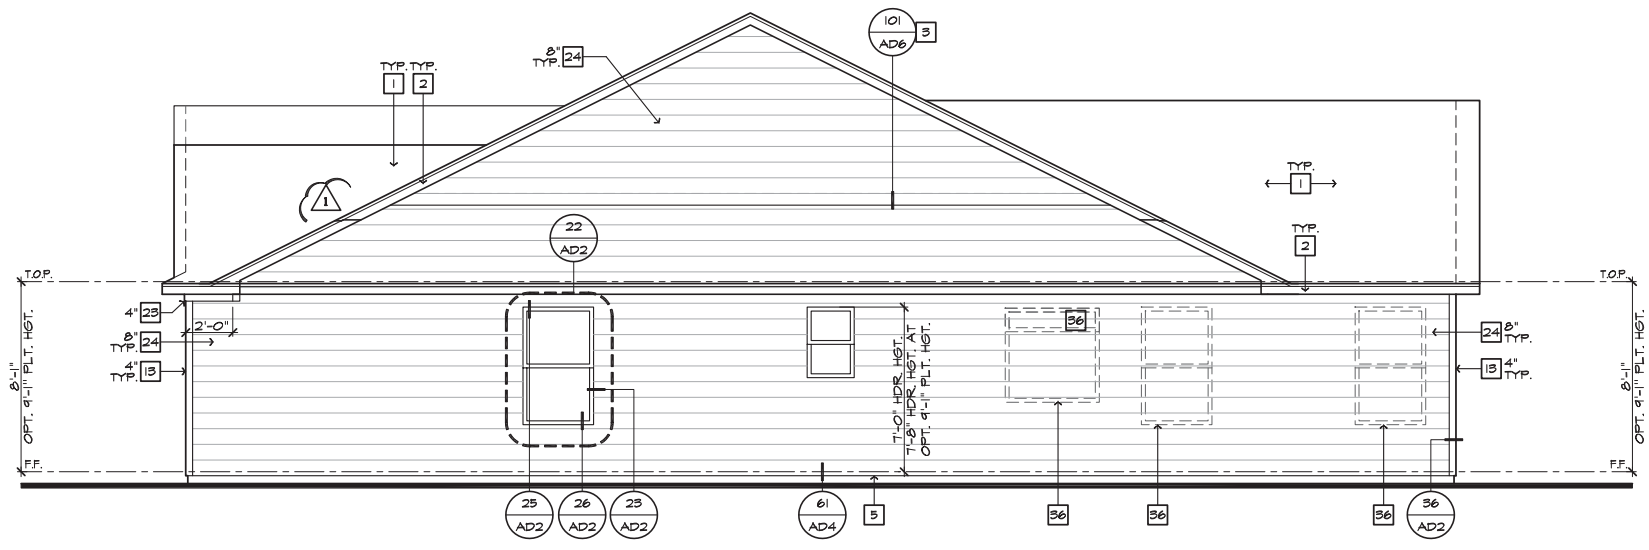 101
AD6
3
8"
TYP.
24
TYP. TYP.
1
2
1
TYP.
1
TYP.
2
22
AD2
T.O.P.
T.O.P.
4"
23
2'-0"
8"
TYP.
24
4"
TYP.
13
36
24
8"
TYP.
13
4"
TYP.
8'-1"
OPT. 9'-1" PLT. HGT.
7'-0" HDR. HGT.
7'-8" HDR. HGT. AT
OPT. 9'-1" PLT. HGT.
8'-1"
OPT. 9'-1" PLT. HGT.
F.F.
F.F.
25
AD2
26
AD2
23
AD2
61
AD4
5
36
36
36
36
AD2